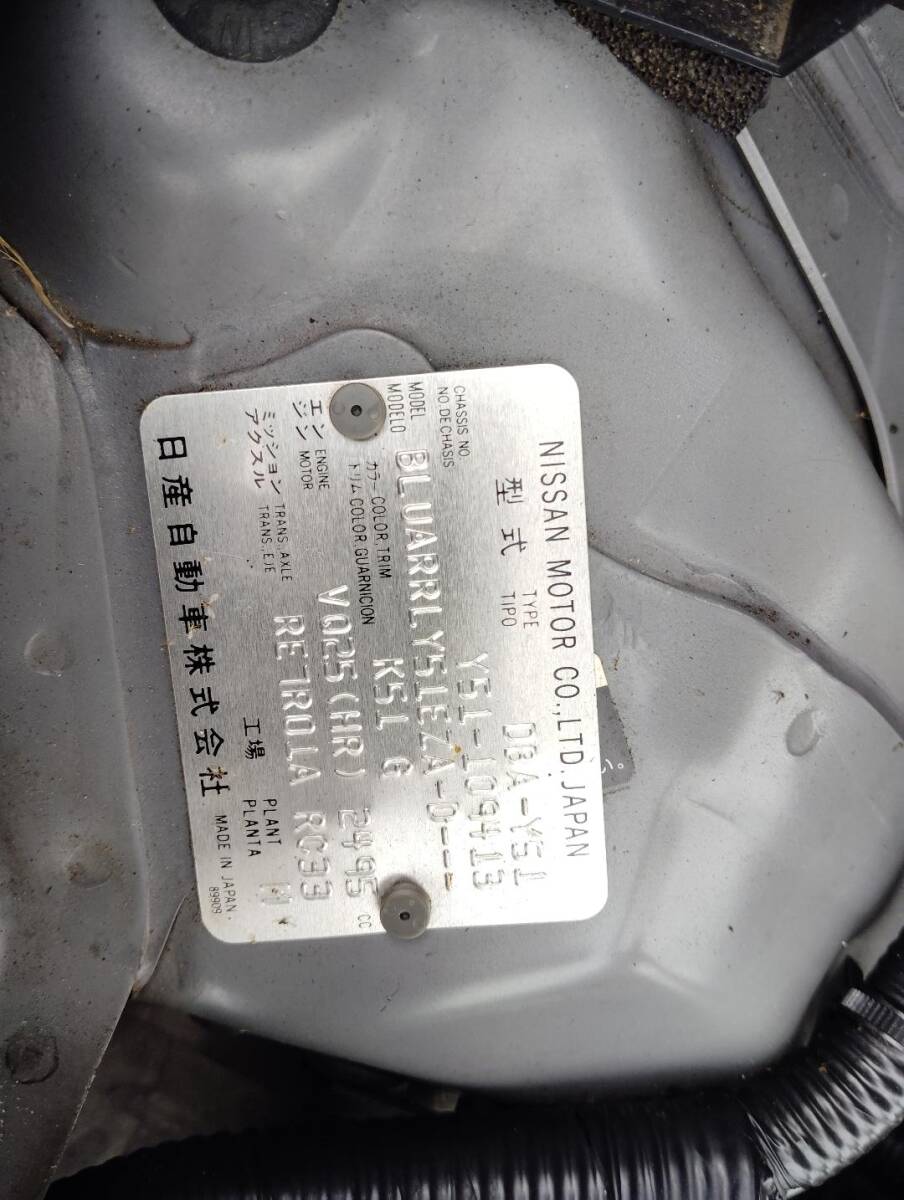 NISSAN MOTOR CO.,LTD. JAPAN
型式 TYPE TIPO DBA-Y51
CHASSIS NO. NO.DE CHASIS Y51-109413
MODEL MODELO BLUARRLY51EZA-D---
カラー トリム COLOR,TRIM COLOR,GUARNICION K51 G
エンジン ENGINE MOTOR VQ25(HR) 2495 CC
ミッション アクスル TRANS.,AXLE TRANS.,EJE RE7R01A RC33
工場 PLANT PLANTA
日産自動車株式会社 MADE IN JAPAN.
89909